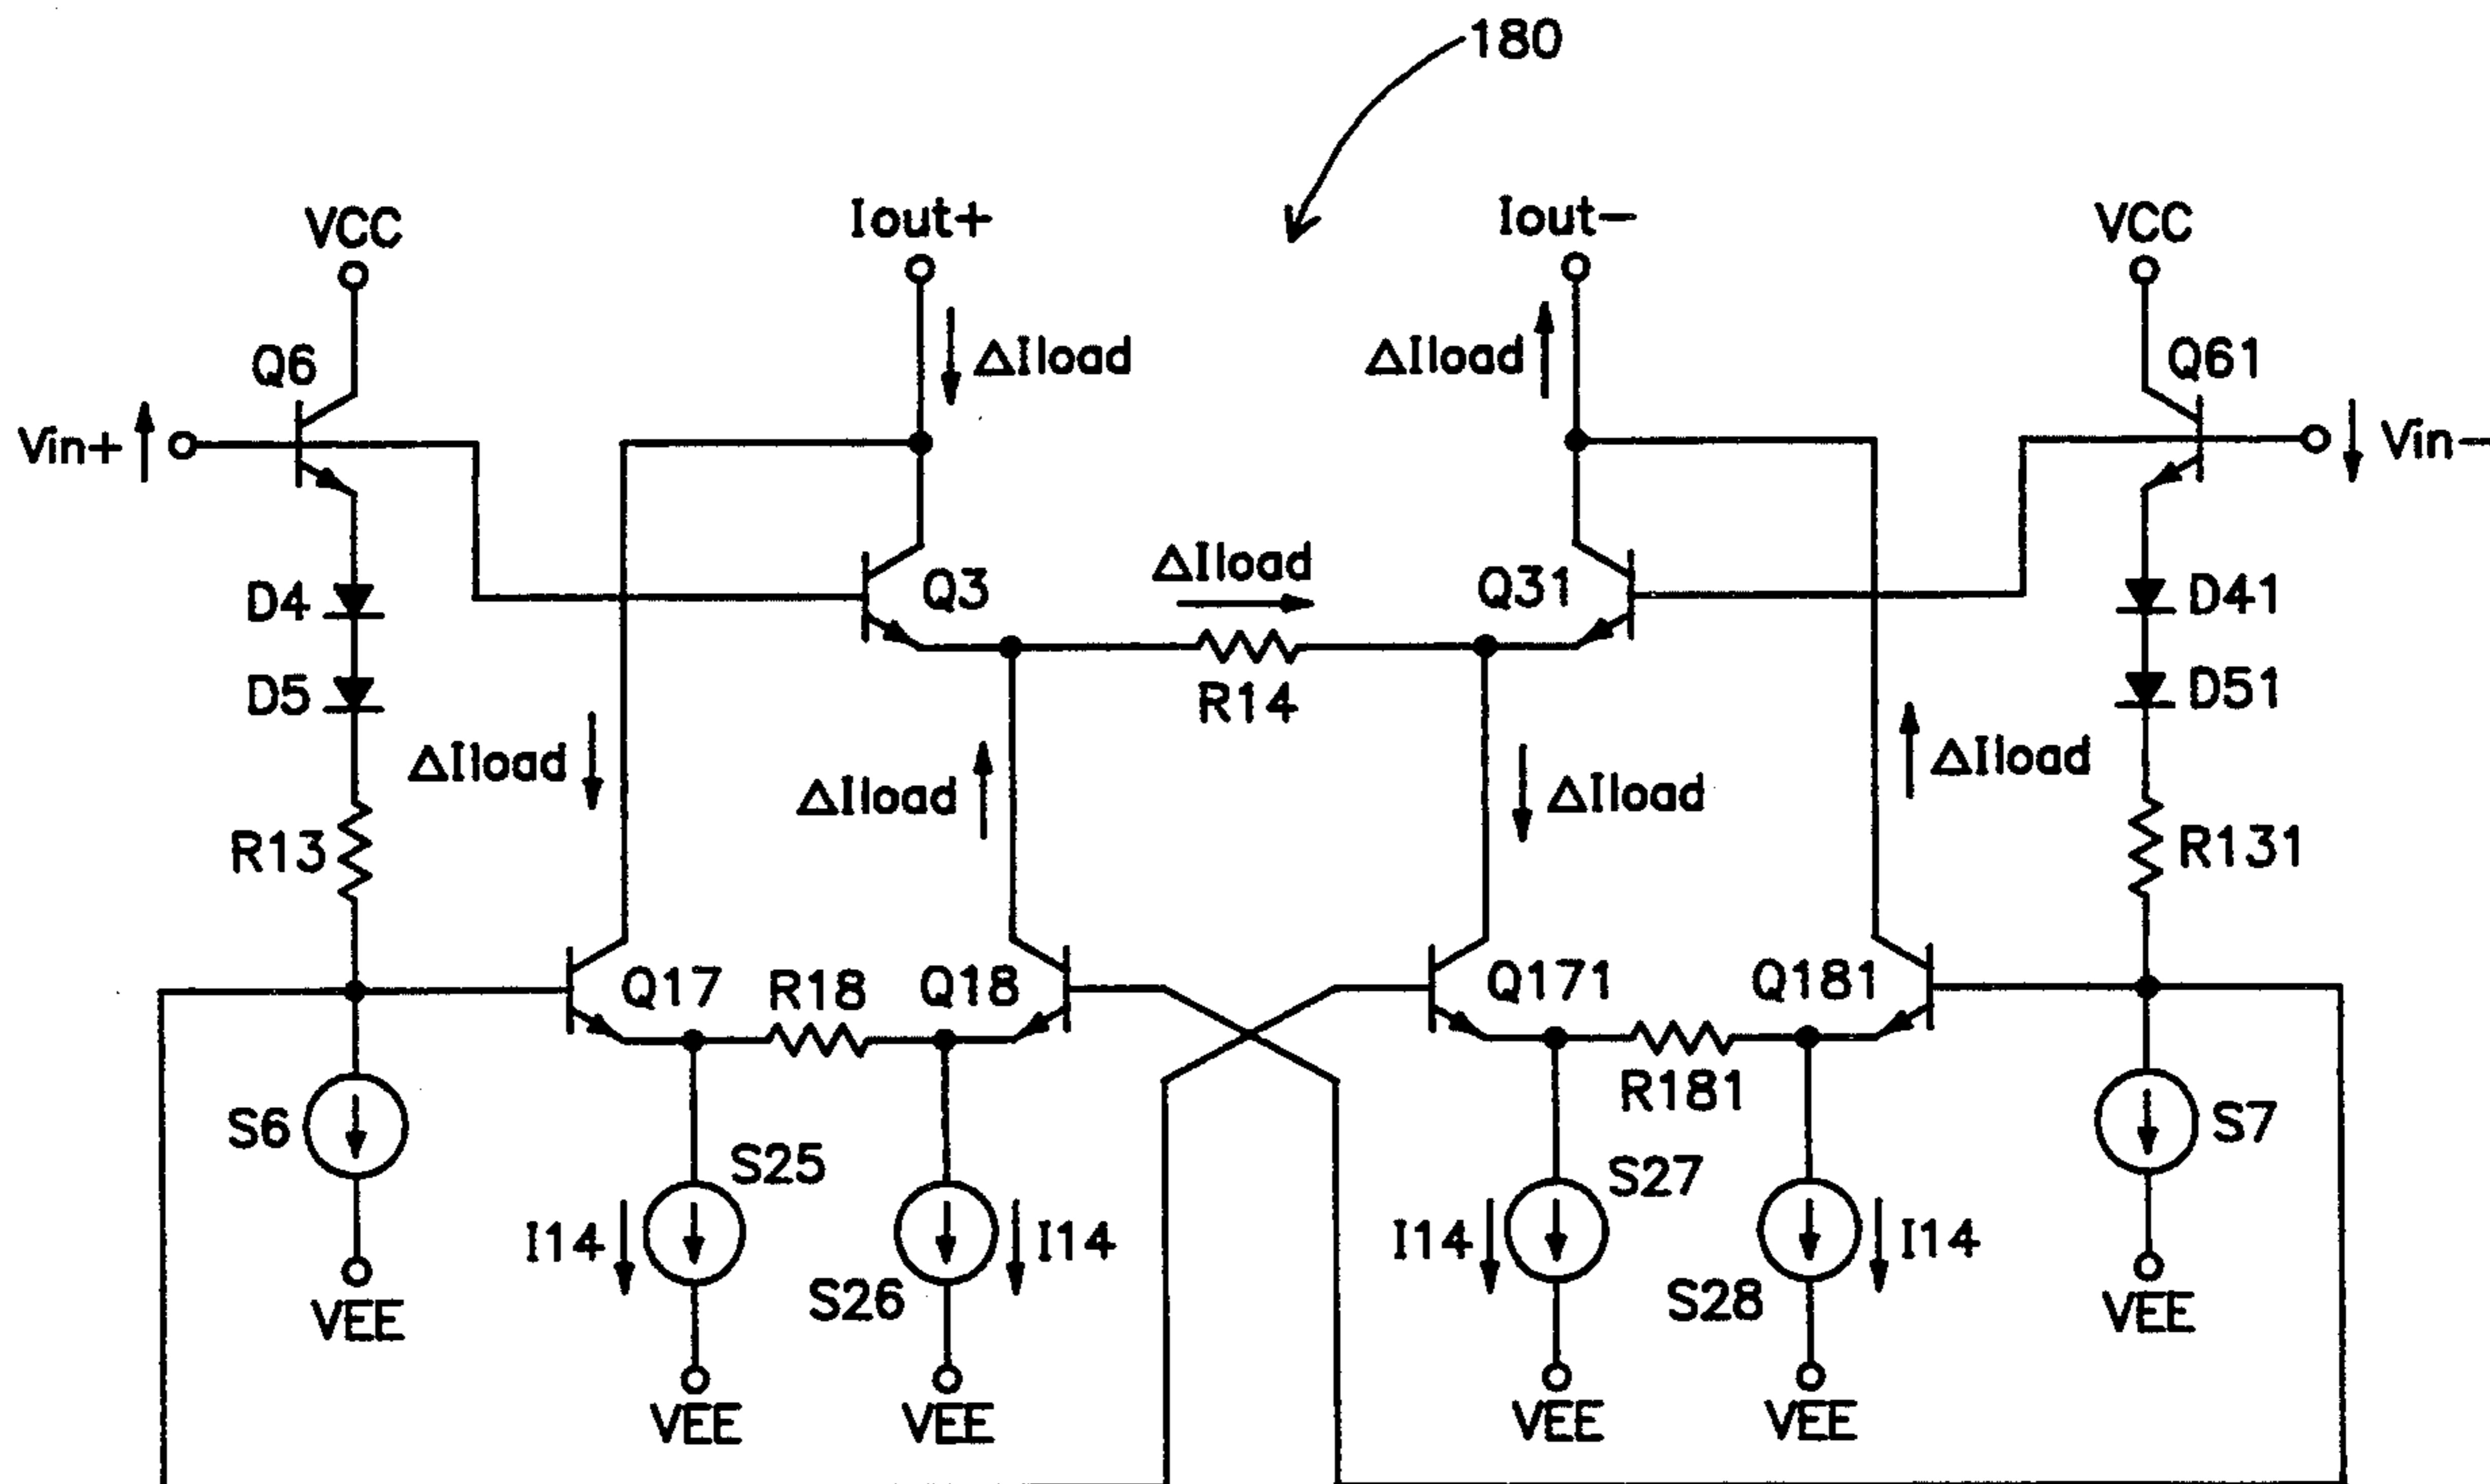 180
VCC
Iout+
Iout−
VCC
Q6
ΔIload
ΔIload
Q61
Vin+
Vin−
D4
Q3
ΔIload
Q31
D41
D5
R14
D51
ΔIload
ΔIload
ΔIload
ΔIload
R13
R131
Q17
R18
Q18
Q171
Q181
R181
S6
S25
S27
S7
I14
I14
I14
I14
S26
S28
VEE
VEE
VEE
VEE
VEE
VEE